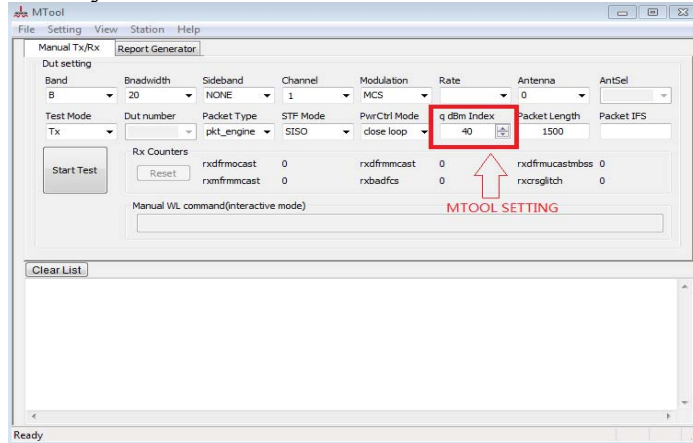 MTool
File Setting View Station Help
Manual Tx/Rx Report Generator
Dut setting
Band Bnadwidth Sideband Channel Modulation Rate Antenna AntSel
B 20 NONE 1 MCS 0
Test Mode Dut number Packet Type STF Mode PwrCtrl Mode q dBm Index Packet Length Packet IFS
Tx pkt_engine SISO close loop 40 1500
Rx Counters
Start Test Reset
rxdfrmocast 0 rxdfrmmcast 0 rxdfrmucastmbss 0
rxmfrmmcast 0 rxbadfcs 0 rxcrsglitch 0
MTOOL SETTING
Manual WL command(interactive mode)
Clear List
Ready